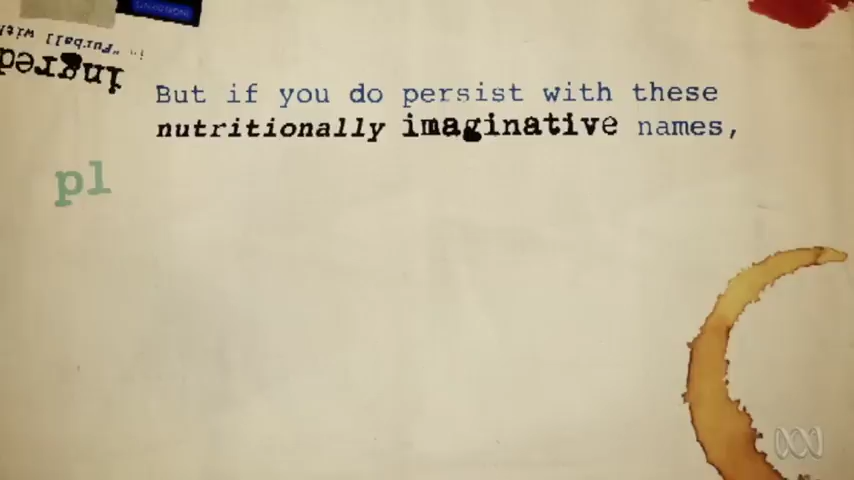 But if you do persist with these
nutritionally imaginative names,
pl
ingred